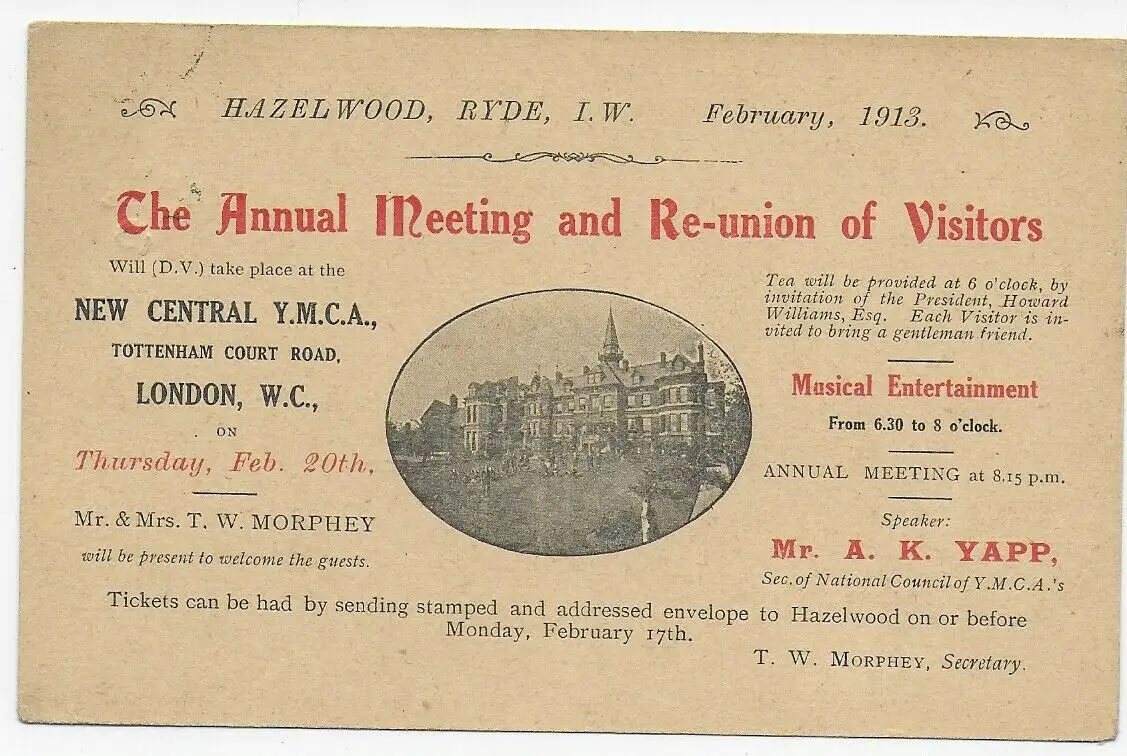 HAZELWOOD, RYDE, I.W. February, 1913.
The Annual Meeting and Re-union of Visitors
Will (D.V.) take place at the
NEW CENTRAL Y.M.C.A.,
TOTTENHAM COURT ROAD,
LONDON, W.C.,
ON
Thursday, Feb. 20th,
Mr. & Mrs. T. W. MORPHEY
will be present to welcome the guests.
Tea will be provided at 6 o'clock, by
invitation of the President, Howard
Williams, Esq. Each Visitor is in-
vited to bring a gentleman friend.
Musical Entertainment
From 6.30 to 8 o'clock.
ANNUAL MEETING at 8.15 p.m.
Speaker:
Mr. A. K. YAPP,
Sec. of National Council of Y.M.C.A.'s
Tickets can be had by sending stamped and addressed envelope to Hazelwood on or before
Monday, February 17th.
T. W. MORPHEY, Secretary.